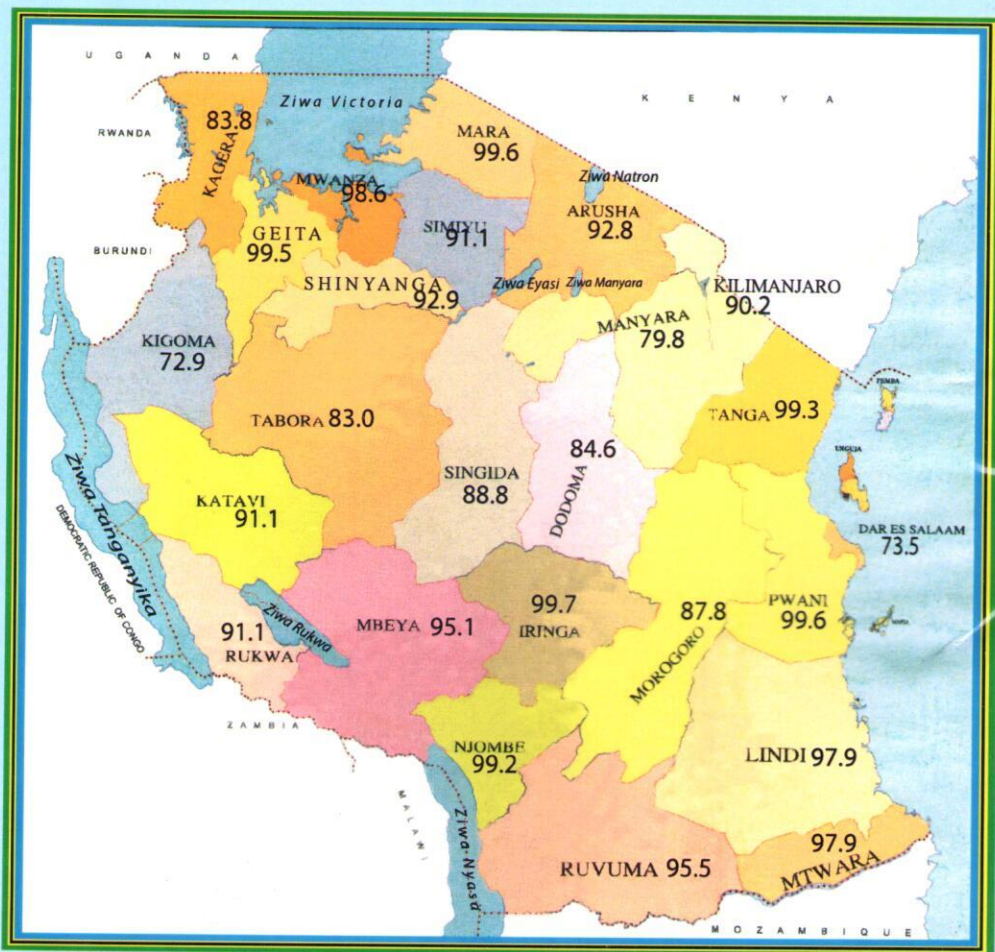 UGANDA
Ziwa Victoria
KENYA
RWANDA
83.8
KAGERA
MARA
99.6
MWANZA
98.6
Ziwa Natron
ARUSHA
92.8
SIMIYU
91.1
GEITA
99.5
BURUNDI
SHINYANGA
92.9
Ziwa Eyasi
Ziwa Manyara
KILIMANJARO
90.2
MANYARA
79.8
KIGOMA
72.9
PEMBA
TABORA 83.0
TANGA 99.3
84.6
DODOMA
UNGUJA
SINGIDA
88.8
KATAVI
91.1
DAR ES SALAAM
73.5
Ziwa Tanganyika
DEMOCRATIC REPUBLIC OF CONGO
Ziwa Rukwa
91.1
RUKWA
MBEYA 95.1
99.7
IRINGA
87.8
MOROGORO
PWANI
99.6
MAFIA
ZAMBIA
NJOMBE
99.2
LINDI 97.9
MALAWI
Ziwa Nyasa
RUVUMA 95.5
97.9
MTWARA
MOZAMBIQUE